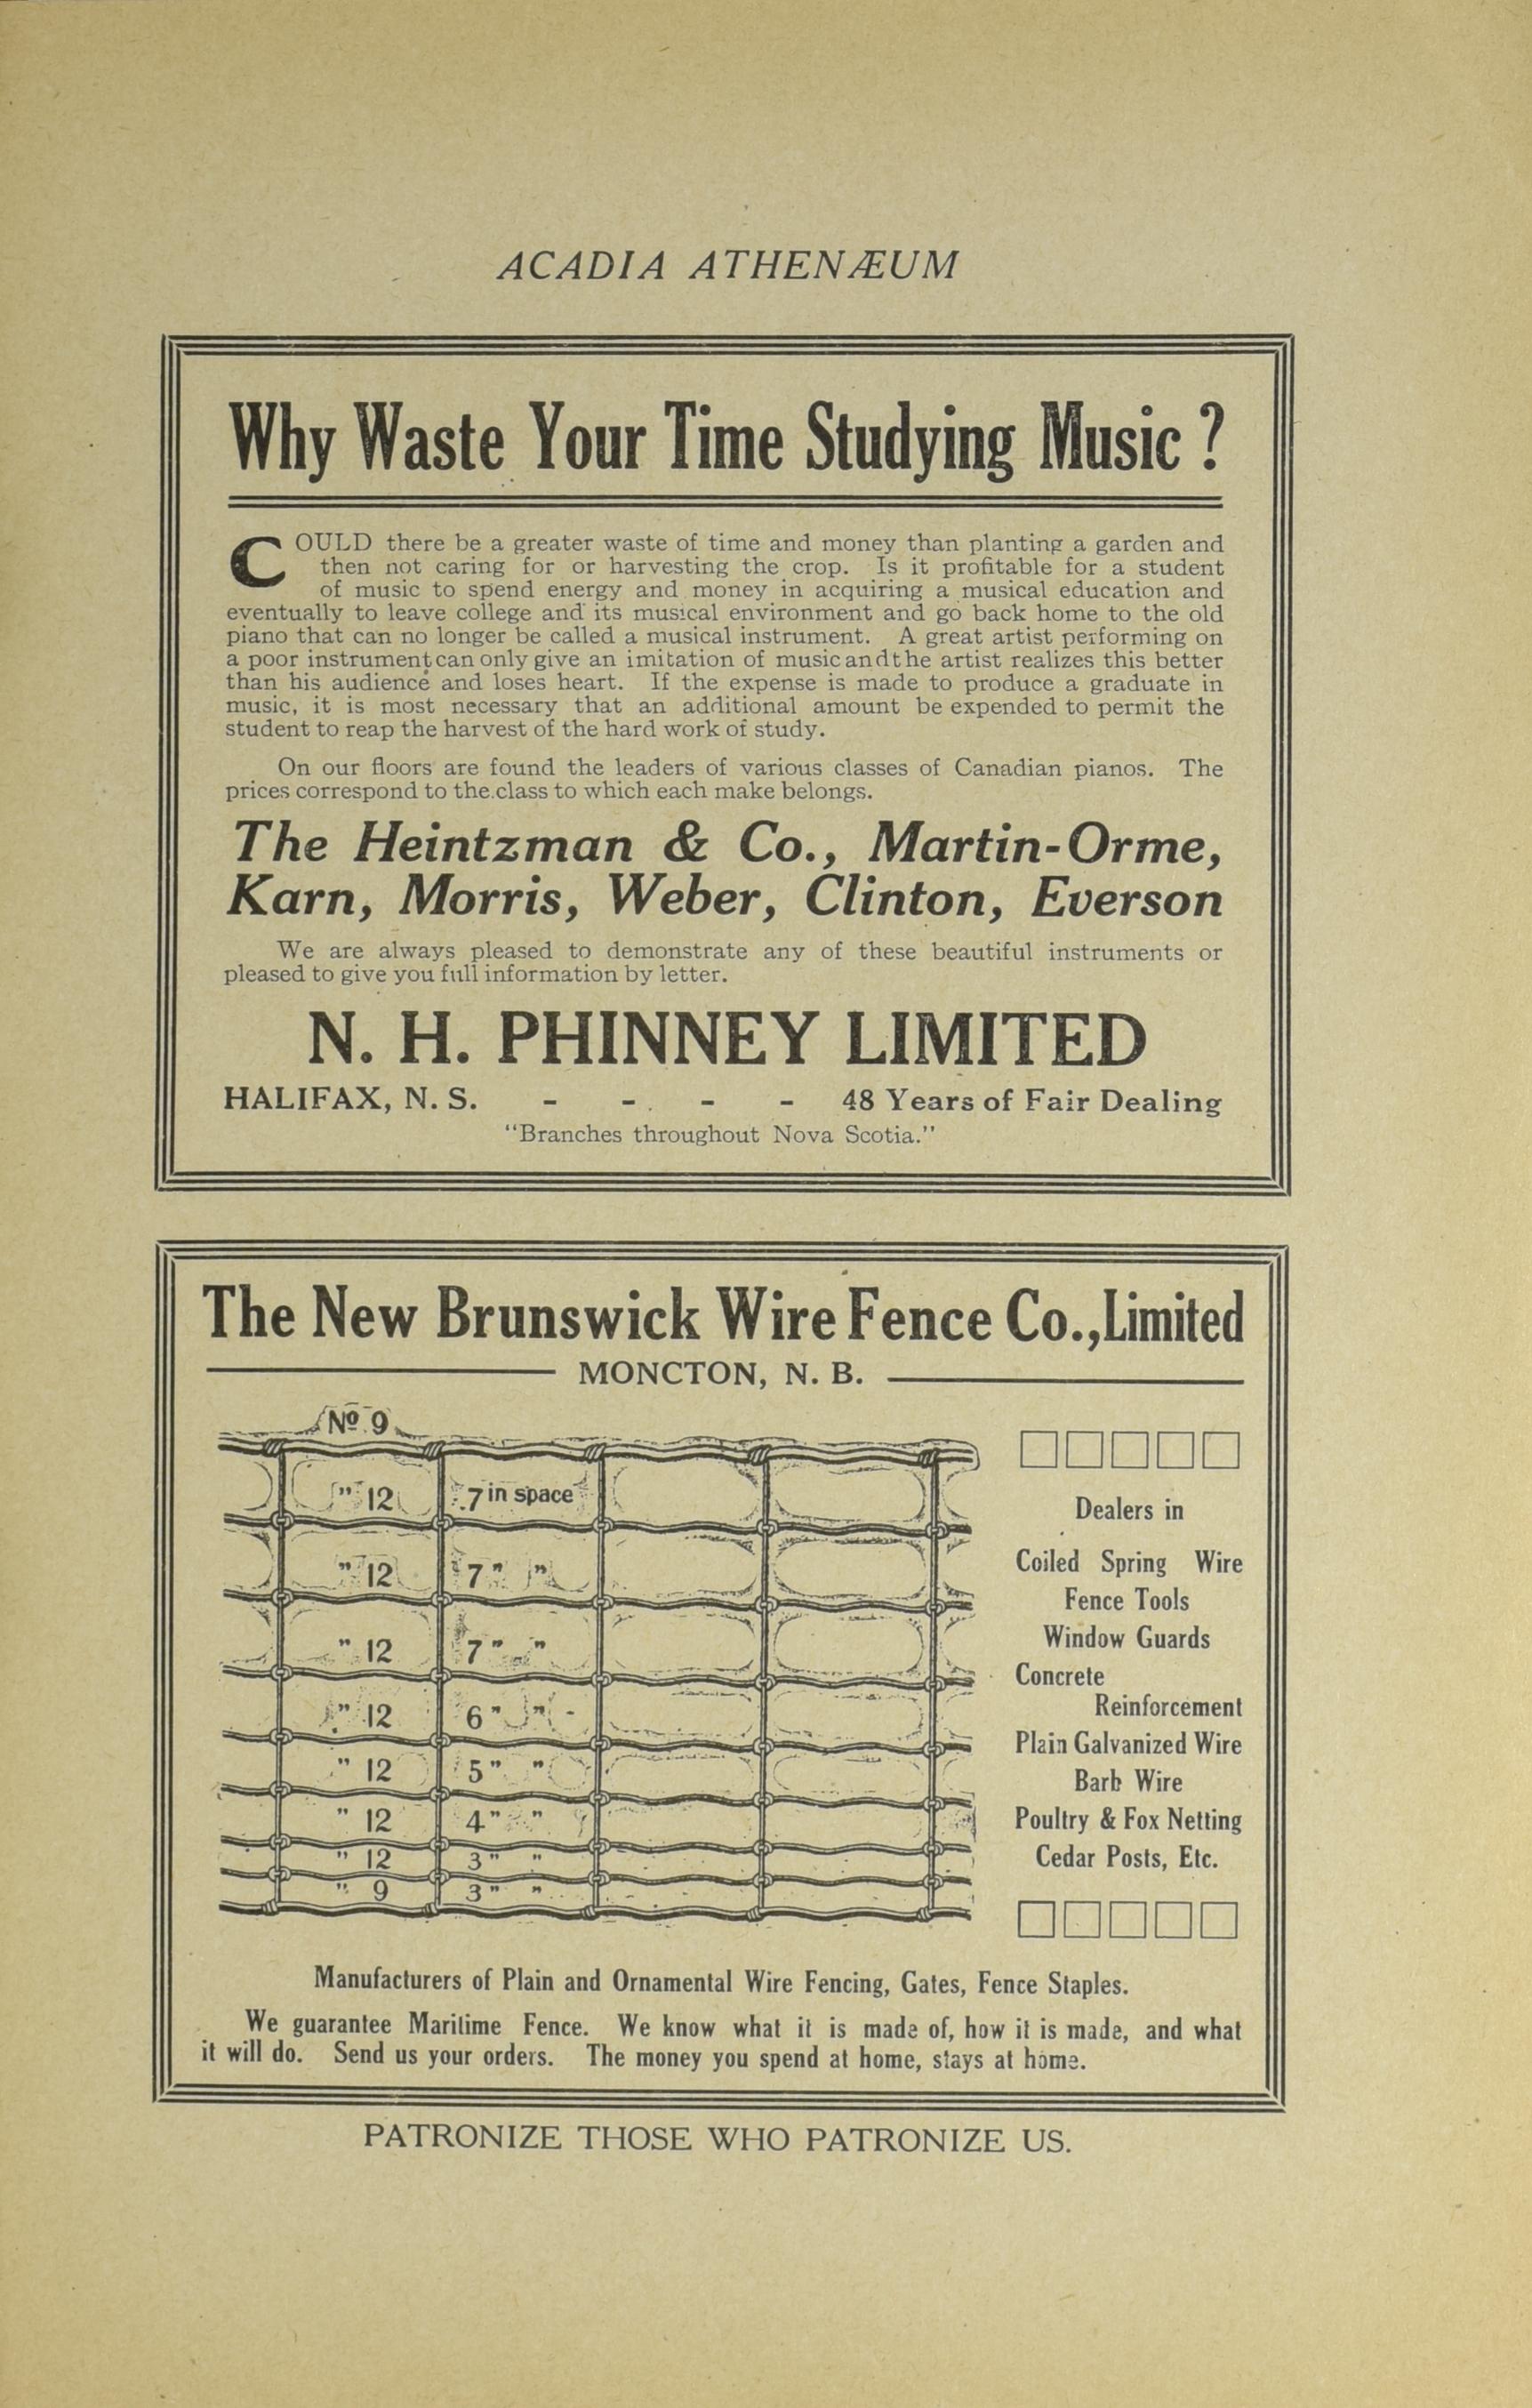 ACADIA ATHENÆUM
Why Waste Your Time Studying Music ?
COULD there be a greater waste of time and money than planting a garden and
then not caring for or harvesting the crop. Is it profitable for a student
of music to spend energy and money in acquiring a musical education and
eventually to leave college and its musical environment and go back home to the old
piano that can no longer be called a musical instrument. A great artist performing on
a poor instrument can only give an imitation of music and the artist realizes this better
than his audience and loses heart. If the expense is made to produce a graduate in
music, it is most necessary that an additional amount be expended to permit the
student to reap the harvest of the hard work of study.
On our floors are found the leaders of various classes of Canadian pianos. The
prices correspond to the class to which each make belongs.
The Heintzman & Co., Martin-Orme,
Karn, Morris, Weber, Clinton, Everson
We are always pleased to demonstrate any of these beautiful instruments or
pleased to give you full information by letter.
N. H. PHINNEY LIMITED
HALIFAX, N. S. - - - - 48 Years of Fair Dealing
"Branches throughout Nova Scotia."
The New Brunswick Wire Fence Co., Limited
MONCTON, N. B.
Nº 9
" 12 7 in space
" 12 7 " "
" 12 7 " "
" 12 6 " "
" 12 5 " "
" 12 4 " "
" 12 3 " "
" 9 3 " "
Dealers in
Coiled Spring Wire
Fence Tools
Window Guards
Concrete
Reinforcement
Plain Galvanized Wire
Barb Wire
Poultry & Fox Netting
Cedar Posts, Etc.
Manufacturers of Plain and Ornamental Wire Fencing, Gates, Fence Staples.
We guarantee Maritime Fence. We know what it is made of, how it is made, and what
it will do. Send us your orders. The money you spend at home, stays at home.
PATRONIZE THOSE WHO PATRONIZE US.